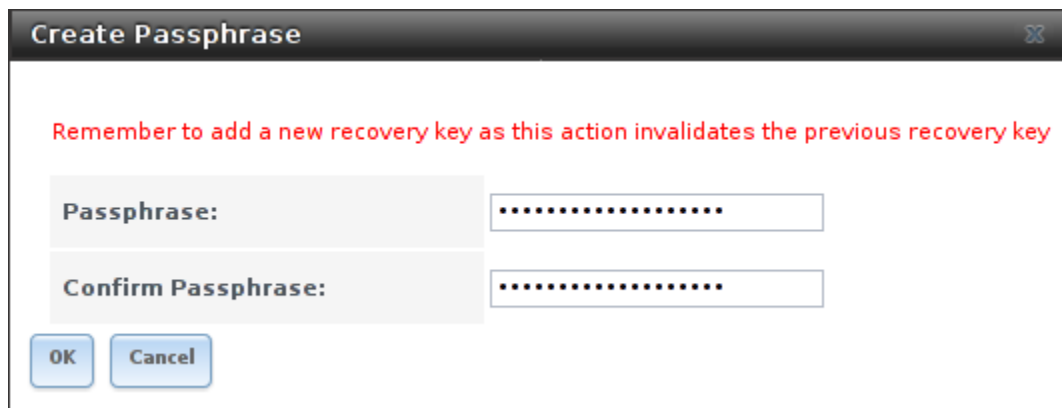 Create Passphrase
Remember to add a new recovery key as this action invalidates the previous recovery key
Passphrase: •••••••••••••••••••
Confirm Passphrase: •••••••••••••••••••
OK Cancel